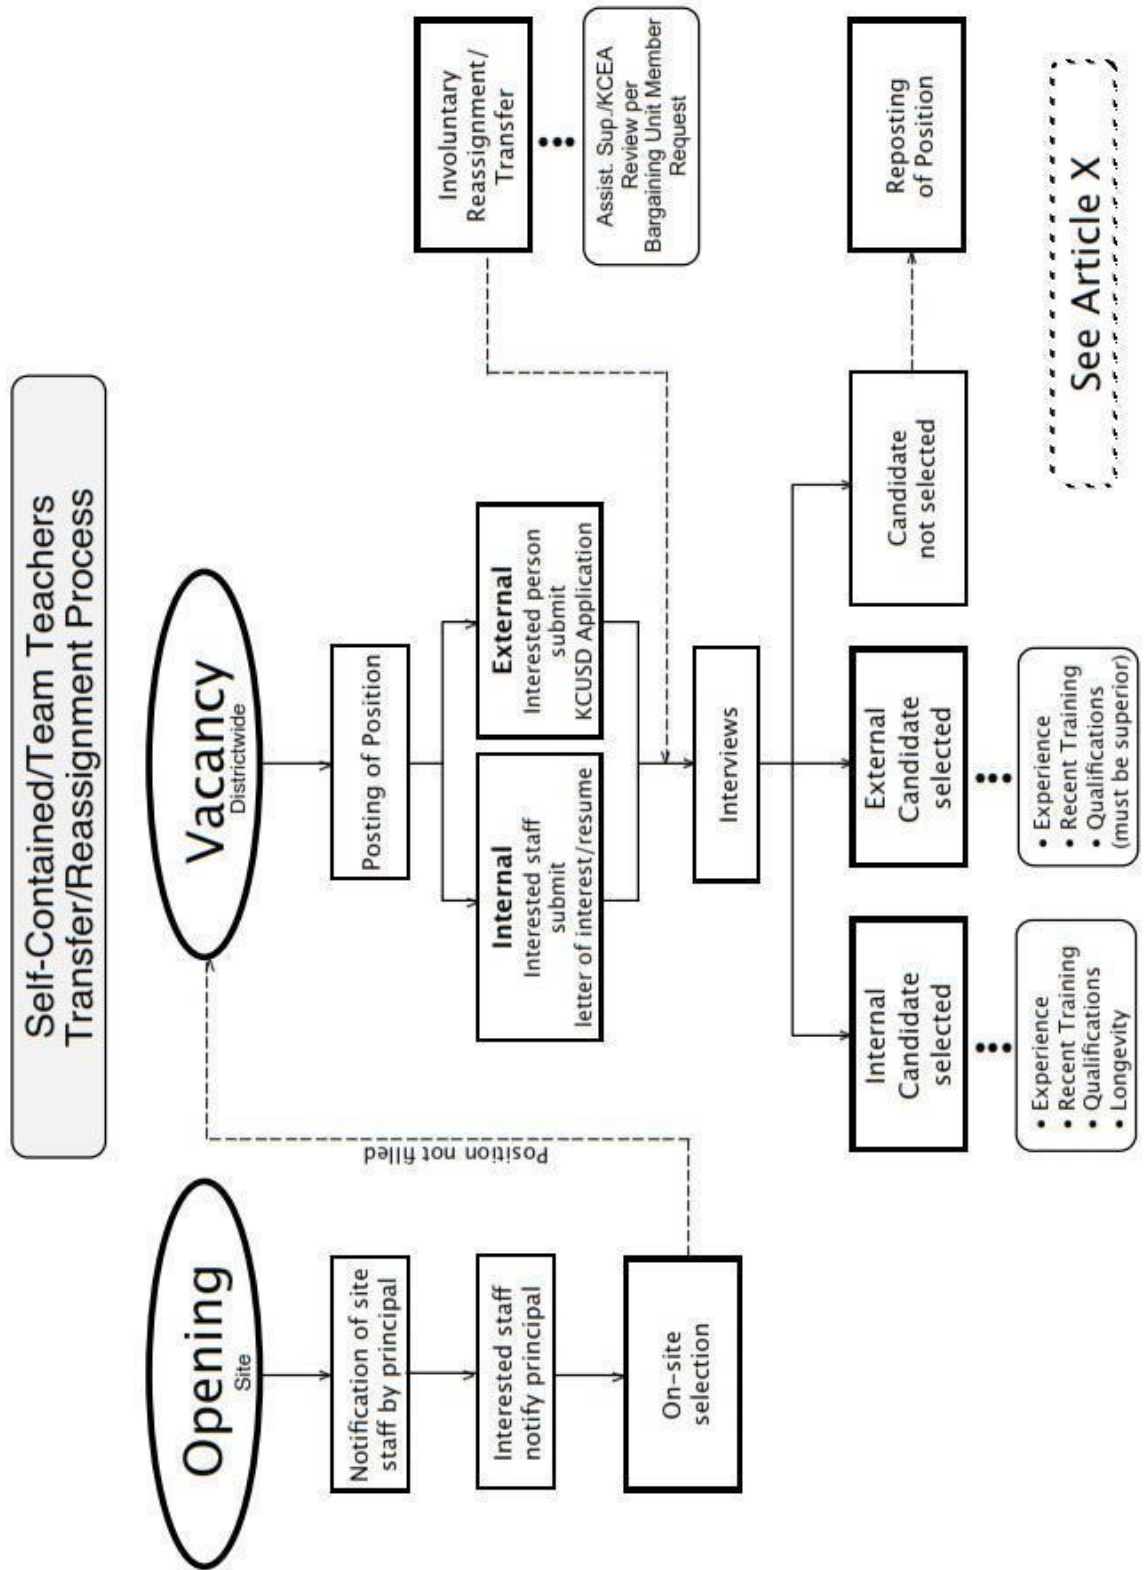 Self-Contained/Team Teachers
Transfer/Reassignment Process
Opening
Site
Notification of site
staff by principal
Interested staff
notify principal
On-site
selection
Position not filled
Vacancy
Districtwide
Posting of Position
Internal
Interested staff
submit
letter of interest/resume
External
Interested person
submit
KCUSD Application
Interviews
Involuntary
Reassignment/
Transfer
Assist. Sup./KCEA
Review per
Bargaining Unit Member
Request
Internal
Candidate
selected
• Experience
• Recent Training
• Qualifications
• Longevity
External
Candidate
selected
• Experience
• Recent Training
• Qualifications
(must be superior)
Candidate
not selected
Reposting
of Position
See Article X